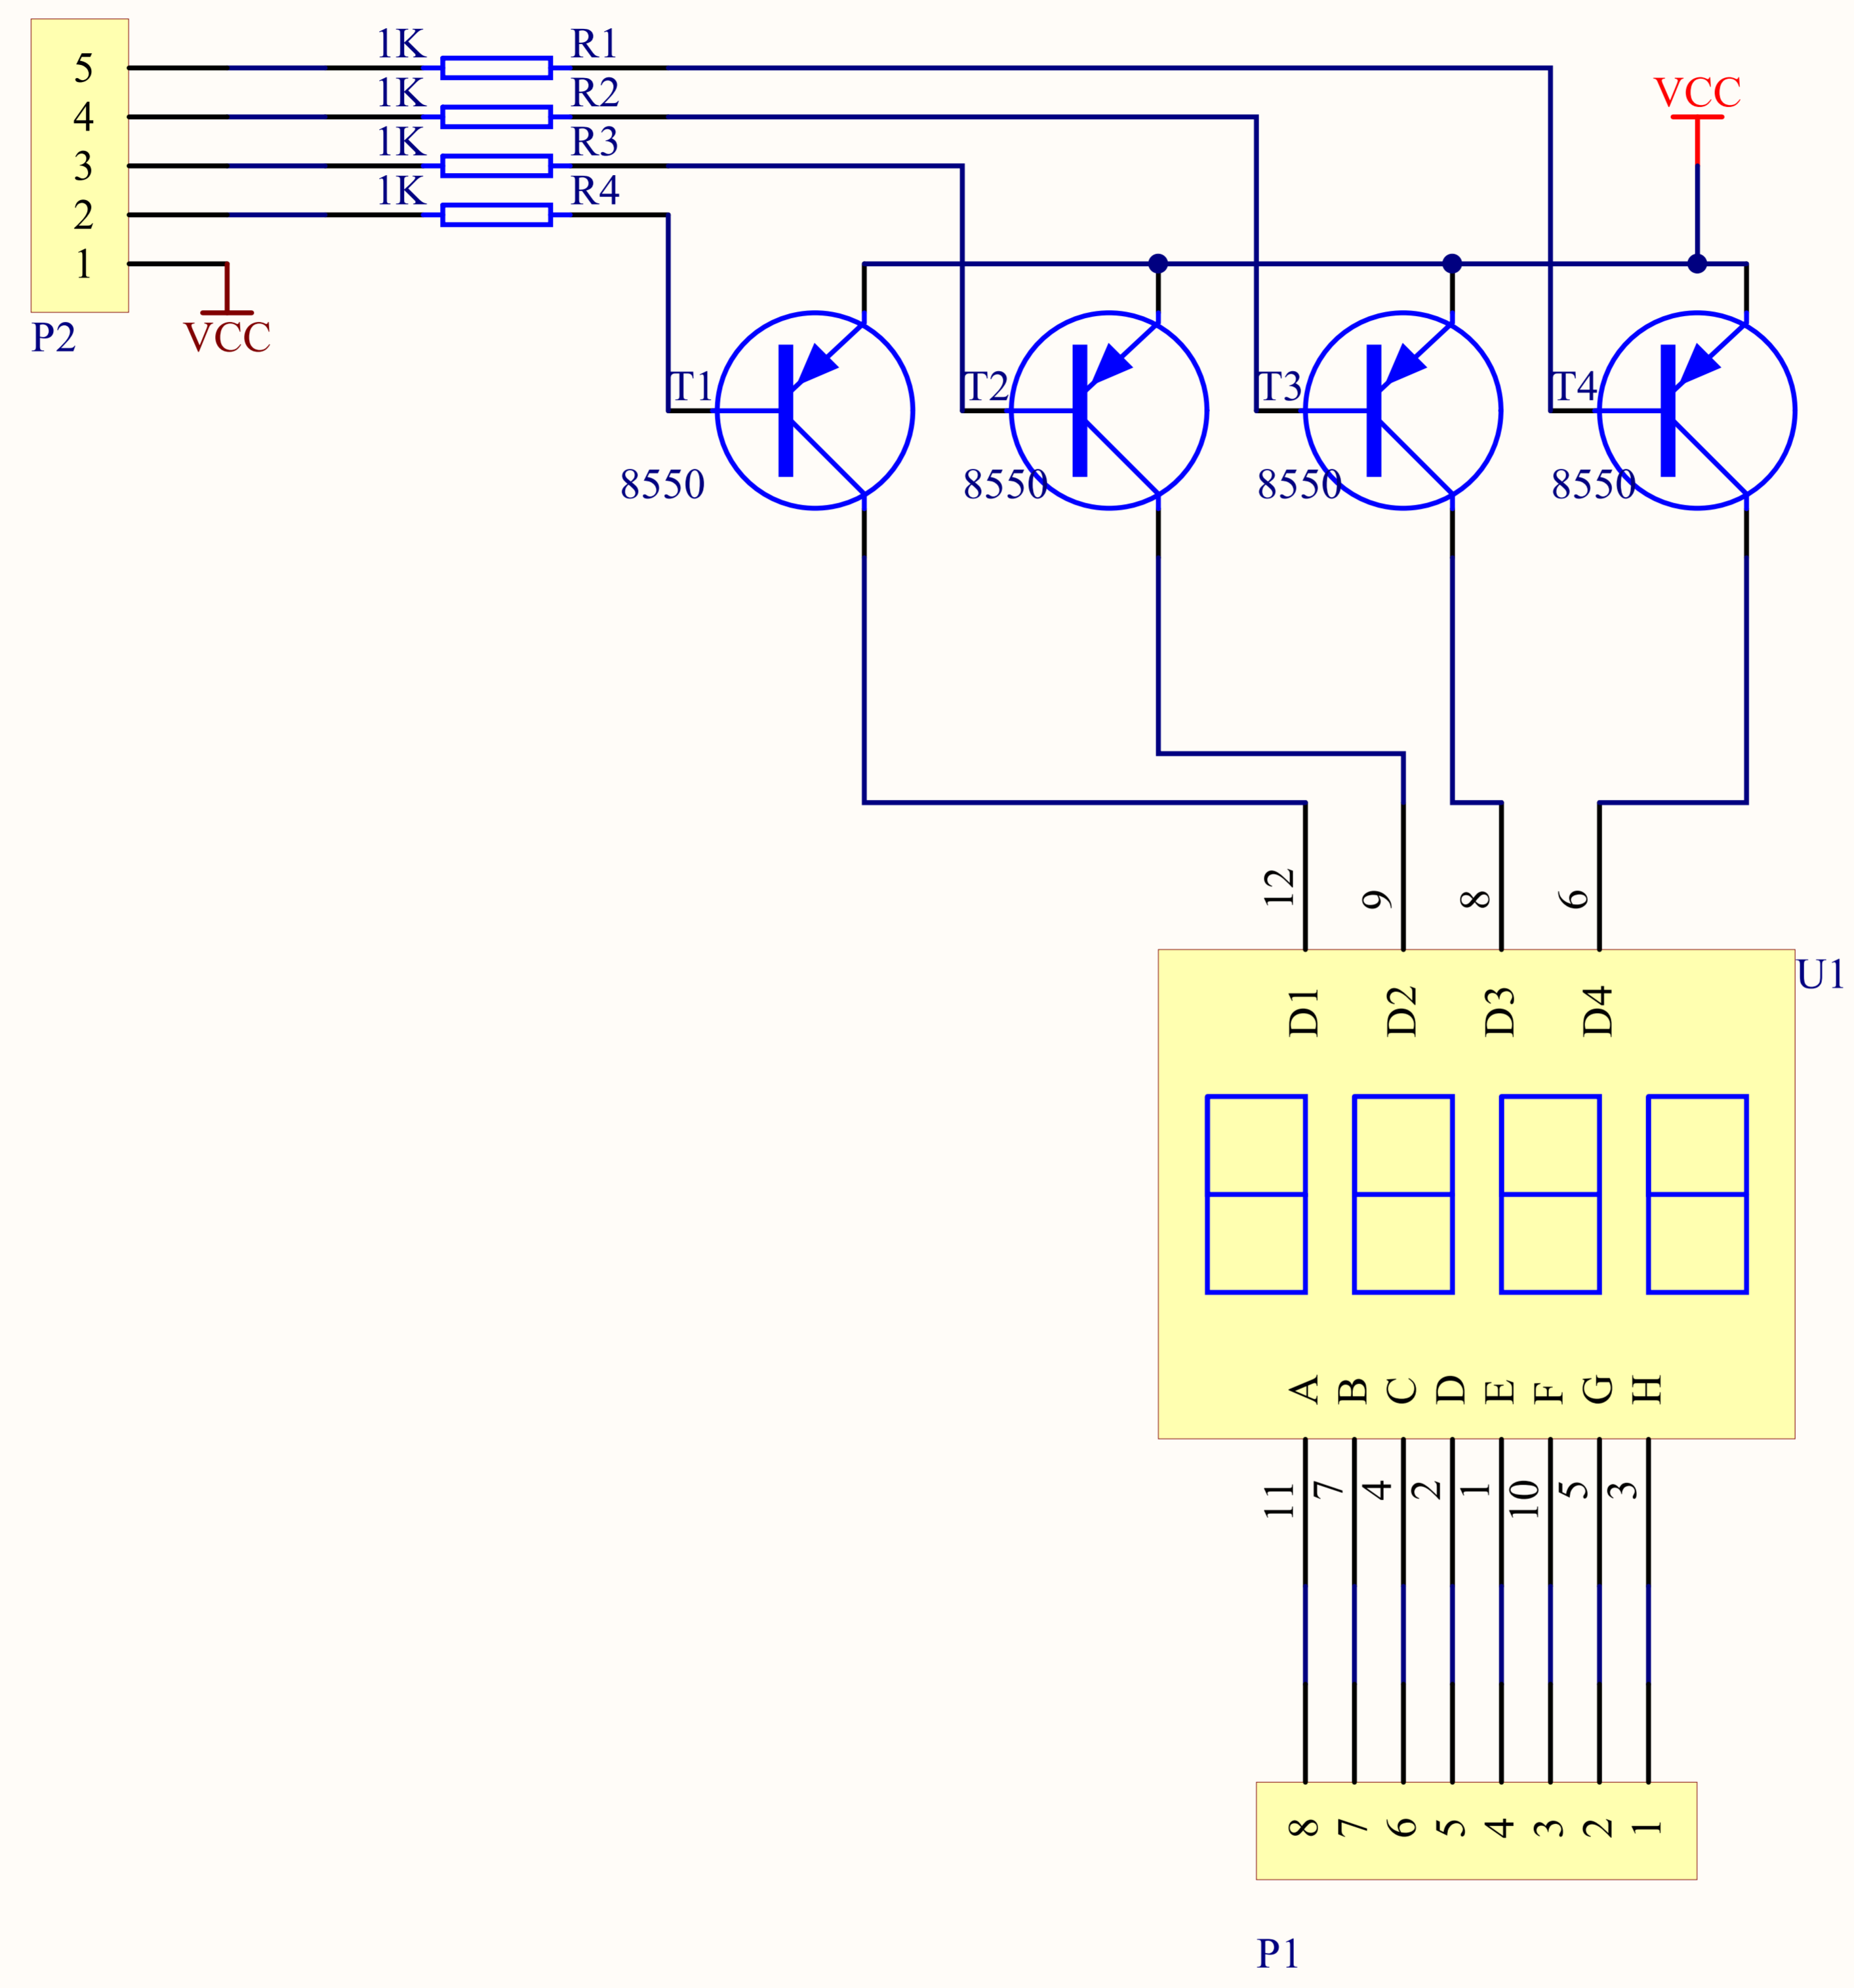 1K R1
5
1K R2
VCC
4
1K R3
3
1K R4
2
1
P2 VCC
T1 T2 T3 T4
8550 8550 8550 8550
12 9 8 6
U1
D1 D2 D3 D4
A B C D E F G H
11 7 4 2 1 10 5 3
8 7 6 5 4 3 2 1
P1